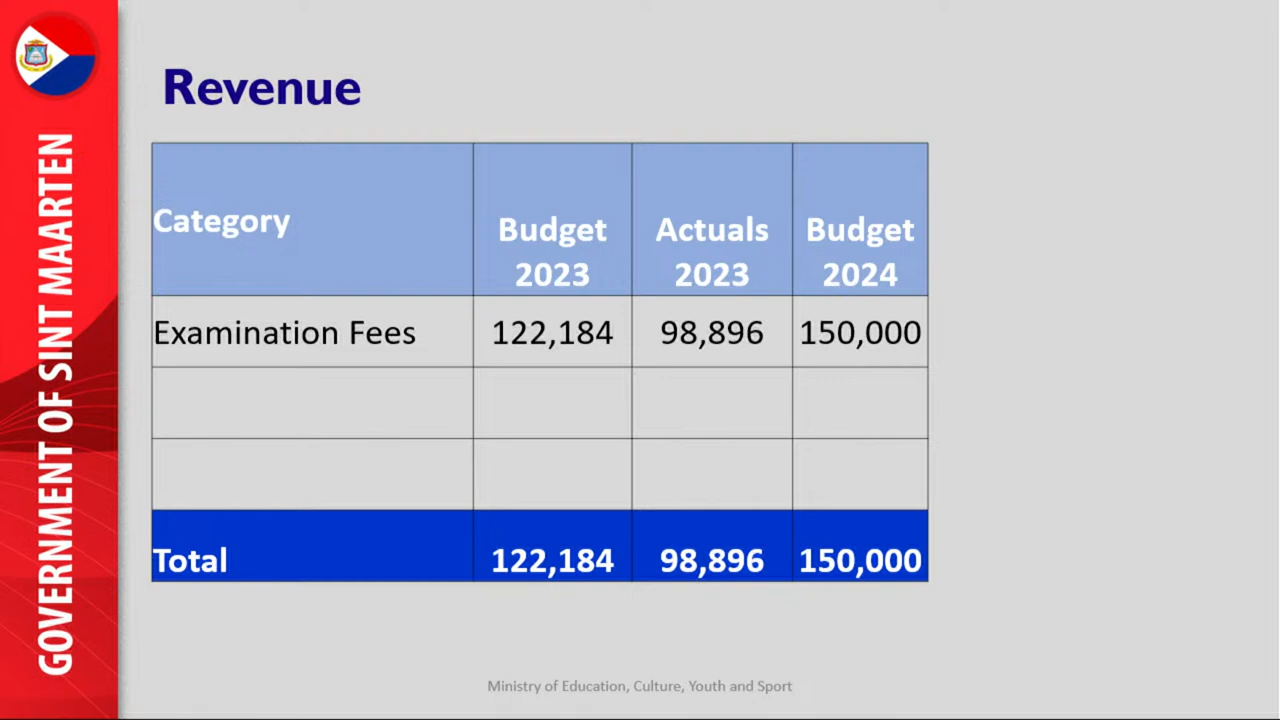 GOVERNMENT OF SINT MAARTEN
Revenue
Category
Budget 2023
Actuals 2023
Budget 2024
Examination Fees 122,184 98,896 150,000
Total 122,184 98,896 150,000
Ministry of Education, Culture, Youth and Sport